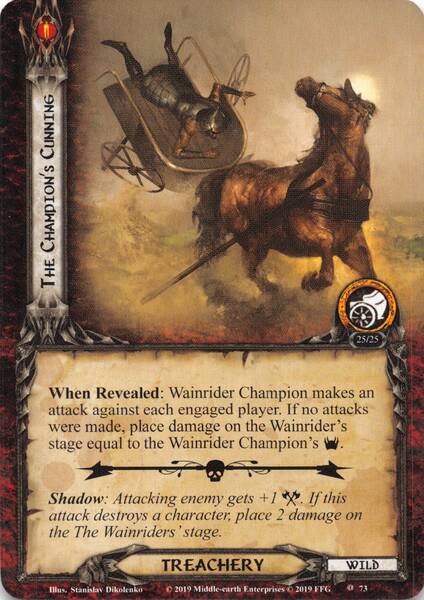 THE CHAMPION'S CUNNING
25/25
When Revealed: Wainrider Champion makes an
attack against each engaged player. If no attacks
were made, place damage on the Wainrider's
stage equal to the Wainrider Champion's .
Shadow: Attacking enemy gets +1 . If this
attack destroys a character, place 2 damage on
the The Wainriders' stage.
TREACHERY
WILD
Illus. Stanislav Dikolenko
© 2019 Middle-earth Enterprises © 2019 FFG
73